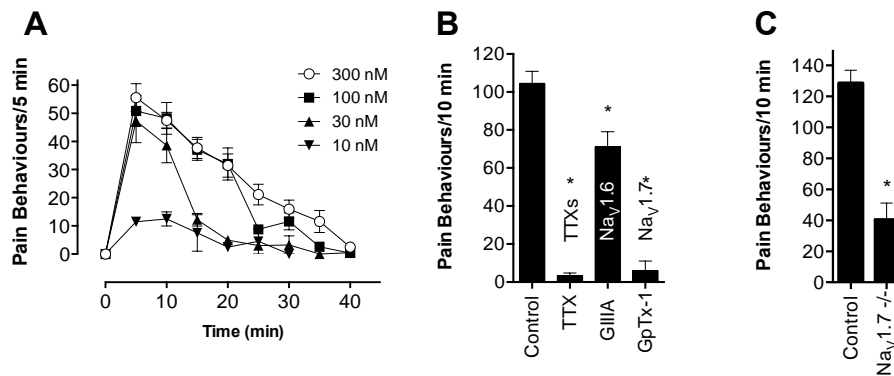 A
Pain Behaviours/5 min
60
50
40
30
20
10
0
0 10 20 30 40
Time (min)
300 nM
100 nM
30 nM
10 nM
B
Pain Behaviours/10 min
120
100
80
60
40
20
0
TTXs *
NaV1.6
*
NaV1.7*
Control
TTX
GIIIA
GpTx-1
C
Pain Behaviours/10 min
140
120
100
80
60
40
20
0
*
Control
NaV1.7 -/-